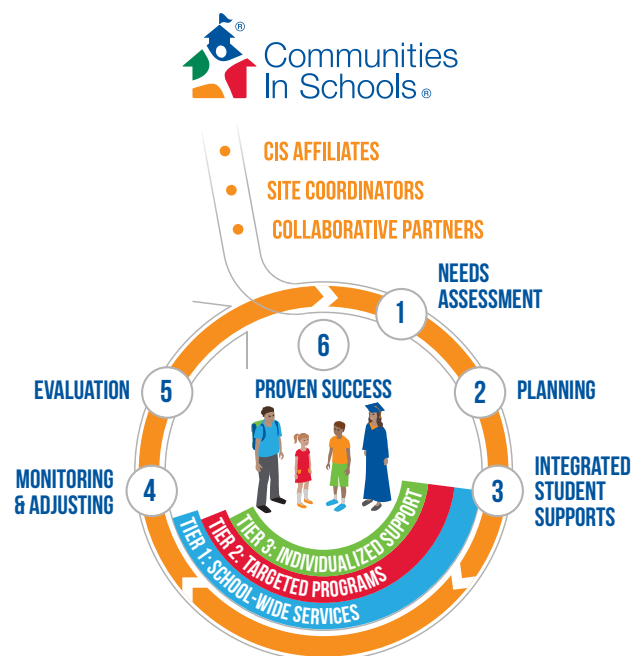 ®
Communities
In Schools ®
• CIS AFFILIATES
• SITE COORDINATORS
• COLLABORATIVE PARTNERS
1
NEEDS
ASSESSMENT
2
PLANNING
3
INTEGRATED
STUDENT
SUPPORTS
4
MONITORING
& ADJUSTING
5
EVALUATION
6
PROVEN SUCCESS
TIER 3: INDIVIDUALIZED SUPPORT
TIER 2: TARGETED PROGRAMS
TIER 1: SCHOOL-WIDE SERVICES